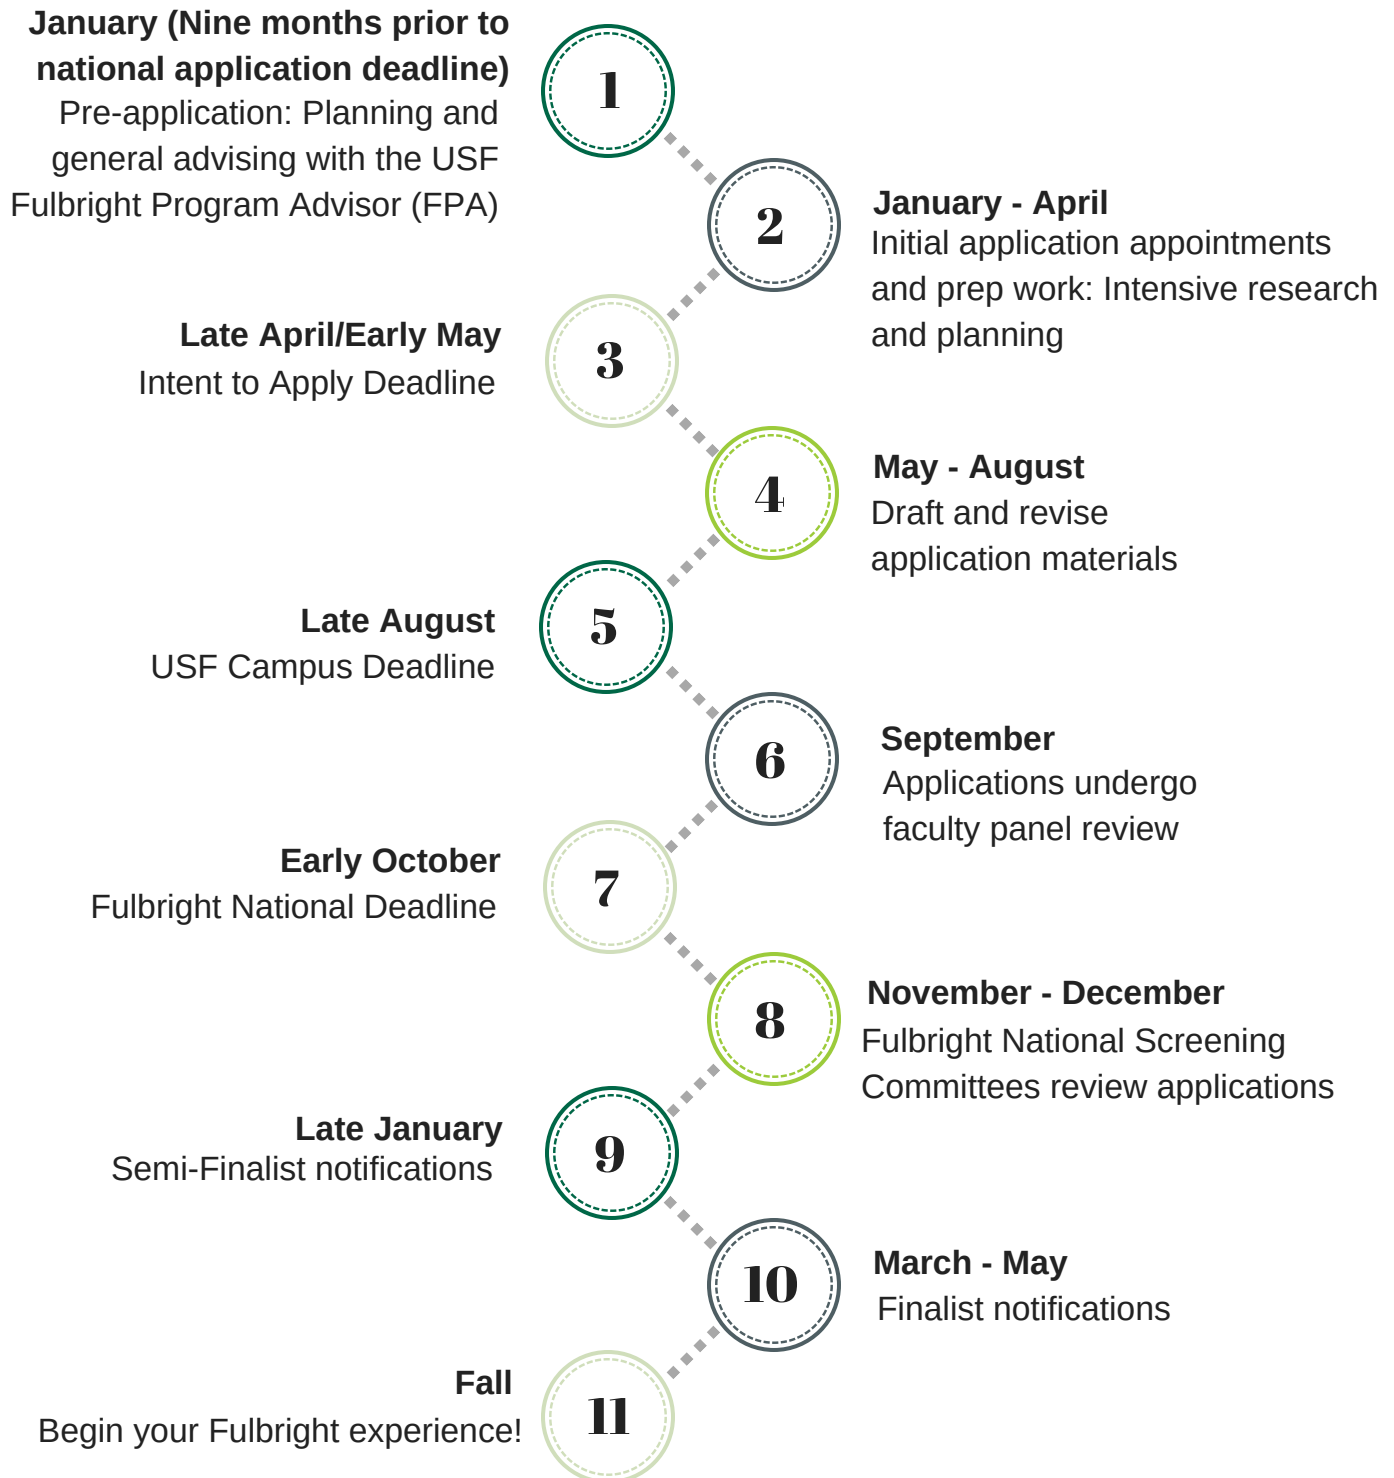 January (Nine months prior to
national application deadline)
Pre-application: Planning and
general advising with the USF
Fulbright Program Advisor (FPA)
1
2
January - April
Initial application appointments
and prep work: Intensive research
and planning
Late April/Early May
Intent to Apply Deadline
3
4
May - August
Draft and revise
application materials
Late August
USF Campus Deadline
5
6
September
Applications undergo
faculty panel review
Early October
Fulbright National Deadline
7
8
November - December
Fulbright National Screening
Committees review applications
Late January
Semi-Finalist notifications
9
10
March - May
Finalist notifications
Fall
Begin your Fulbright experience!
11